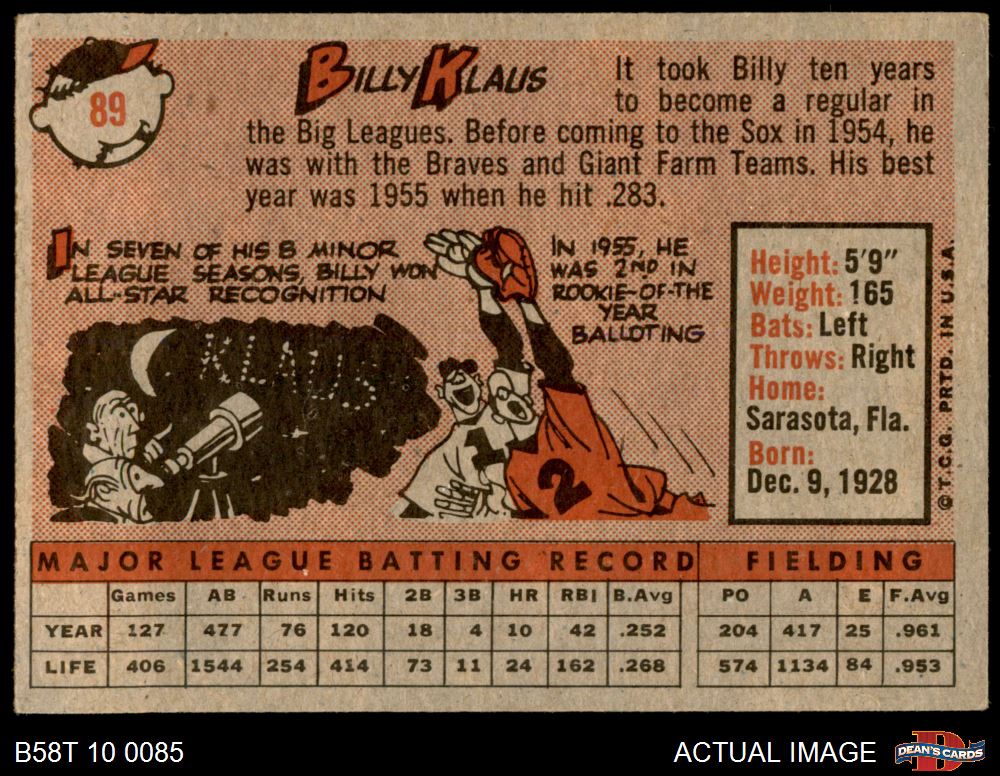 89
BILLY KLAUS
It took Billy ten years
to become a regular in
the Big Leagues. Before coming to the Sox in 1954, he
was with the Braves and Giant Farm Teams. His best
year was 1955 when he hit .283.
IN SEVEN OF HIS 8 MINOR
LEAGUE SEASONS, BILLY WON
ALL-STAR RECOGNITION
KLAUS
IN 1955, HE
WAS 2ND IN
ROOKIE-OF-THE
YEAR
BALLOTING
1
2
Height: 5'9"
Weight: 165
Bats: Left
Throws: Right
Home:
Sarasota, Fla.
Born:
Dec. 9, 1928
© T.C.G. PRTD. IN U.S.A.
MAJOR LEAGUE BATTING RECORD FIELDING
Games AB Runs Hits 2B 3B HR RBI B.Avg PO A E F.Avg
YEAR 127 477 76 120 18 4 10 42 .252 204 417 25 .961
LIFE 406 1544 254 414 73 11 24 162 .268 574 1134 84 .953
B58T 10 0085
ACTUAL IMAGE
DEAN'S CARDS